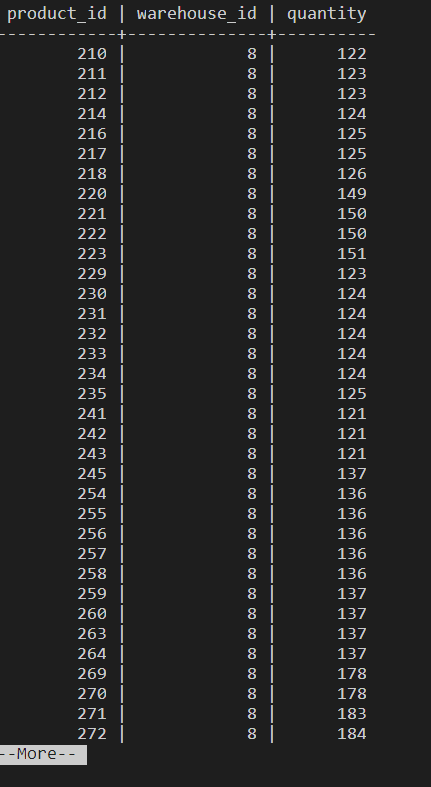 product_id | warehouse_id | quantity
------------+--------------+----------
210 | 8 | 122
211 | 8 | 123
212 | 8 | 123
214 | 8 | 124
216 | 8 | 125
217 | 8 | 125
218 | 8 | 126
220 | 8 | 149
221 | 8 | 150
222 | 8 | 150
223 | 8 | 151
229 | 8 | 123
230 | 8 | 124
231 | 8 | 124
232 | 8 | 124
233 | 8 | 124
234 | 8 | 124
235 | 8 | 125
241 | 8 | 121
242 | 8 | 121
243 | 8 | 121
245 | 8 | 137
254 | 8 | 136
255 | 8 | 136
256 | 8 | 136
257 | 8 | 136
258 | 8 | 136
259 | 8 | 137
260 | 8 | 137
263 | 8 | 137
264 | 8 | 137
269 | 8 | 178
270 | 8 | 178
271 | 8 | 183
272 | 8 | 184
--More--